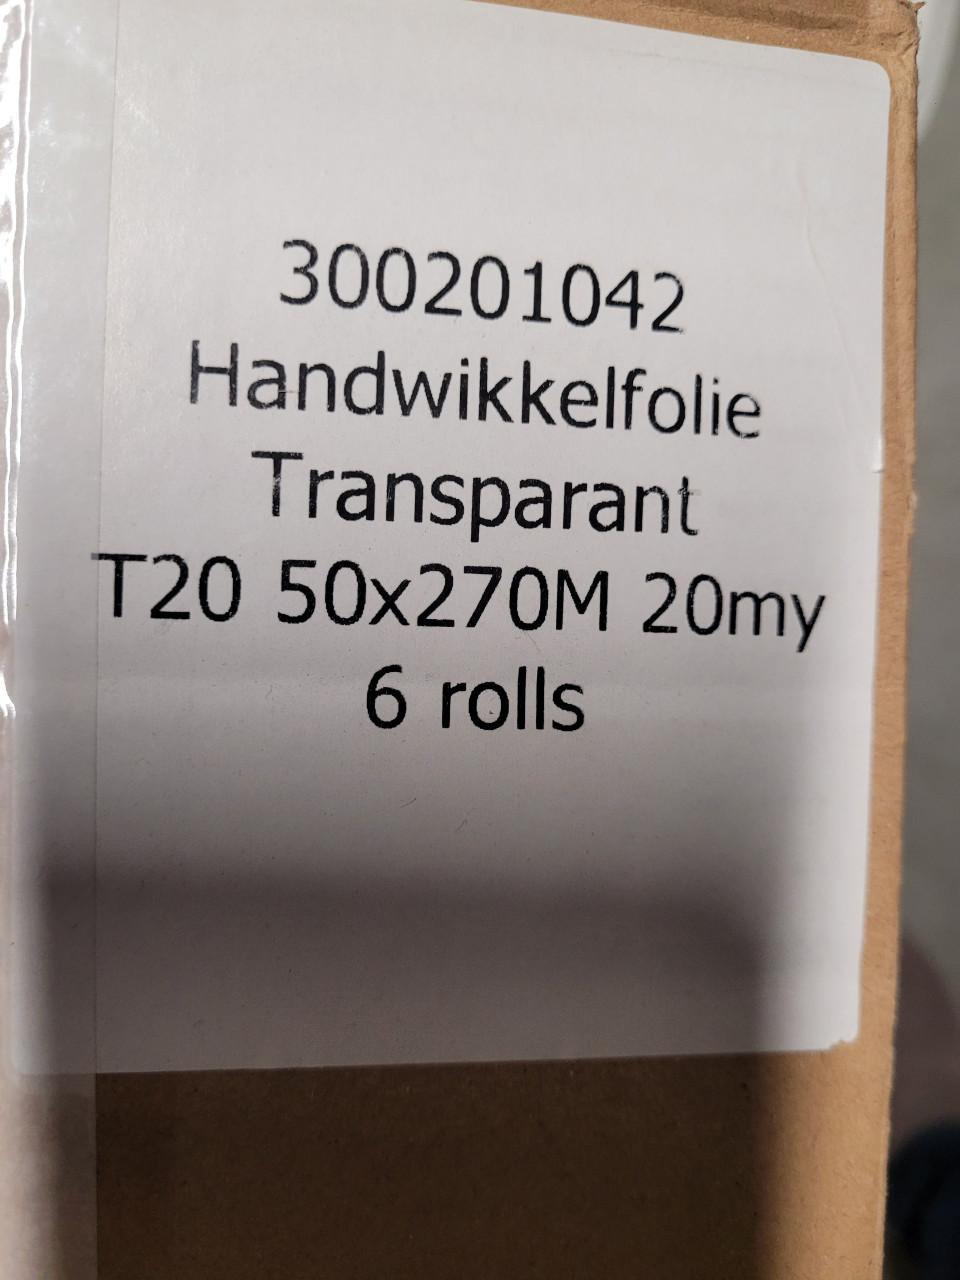 300201042
Handwikkelfolie
Transparant
T20 50x270M 20my
6 rolls